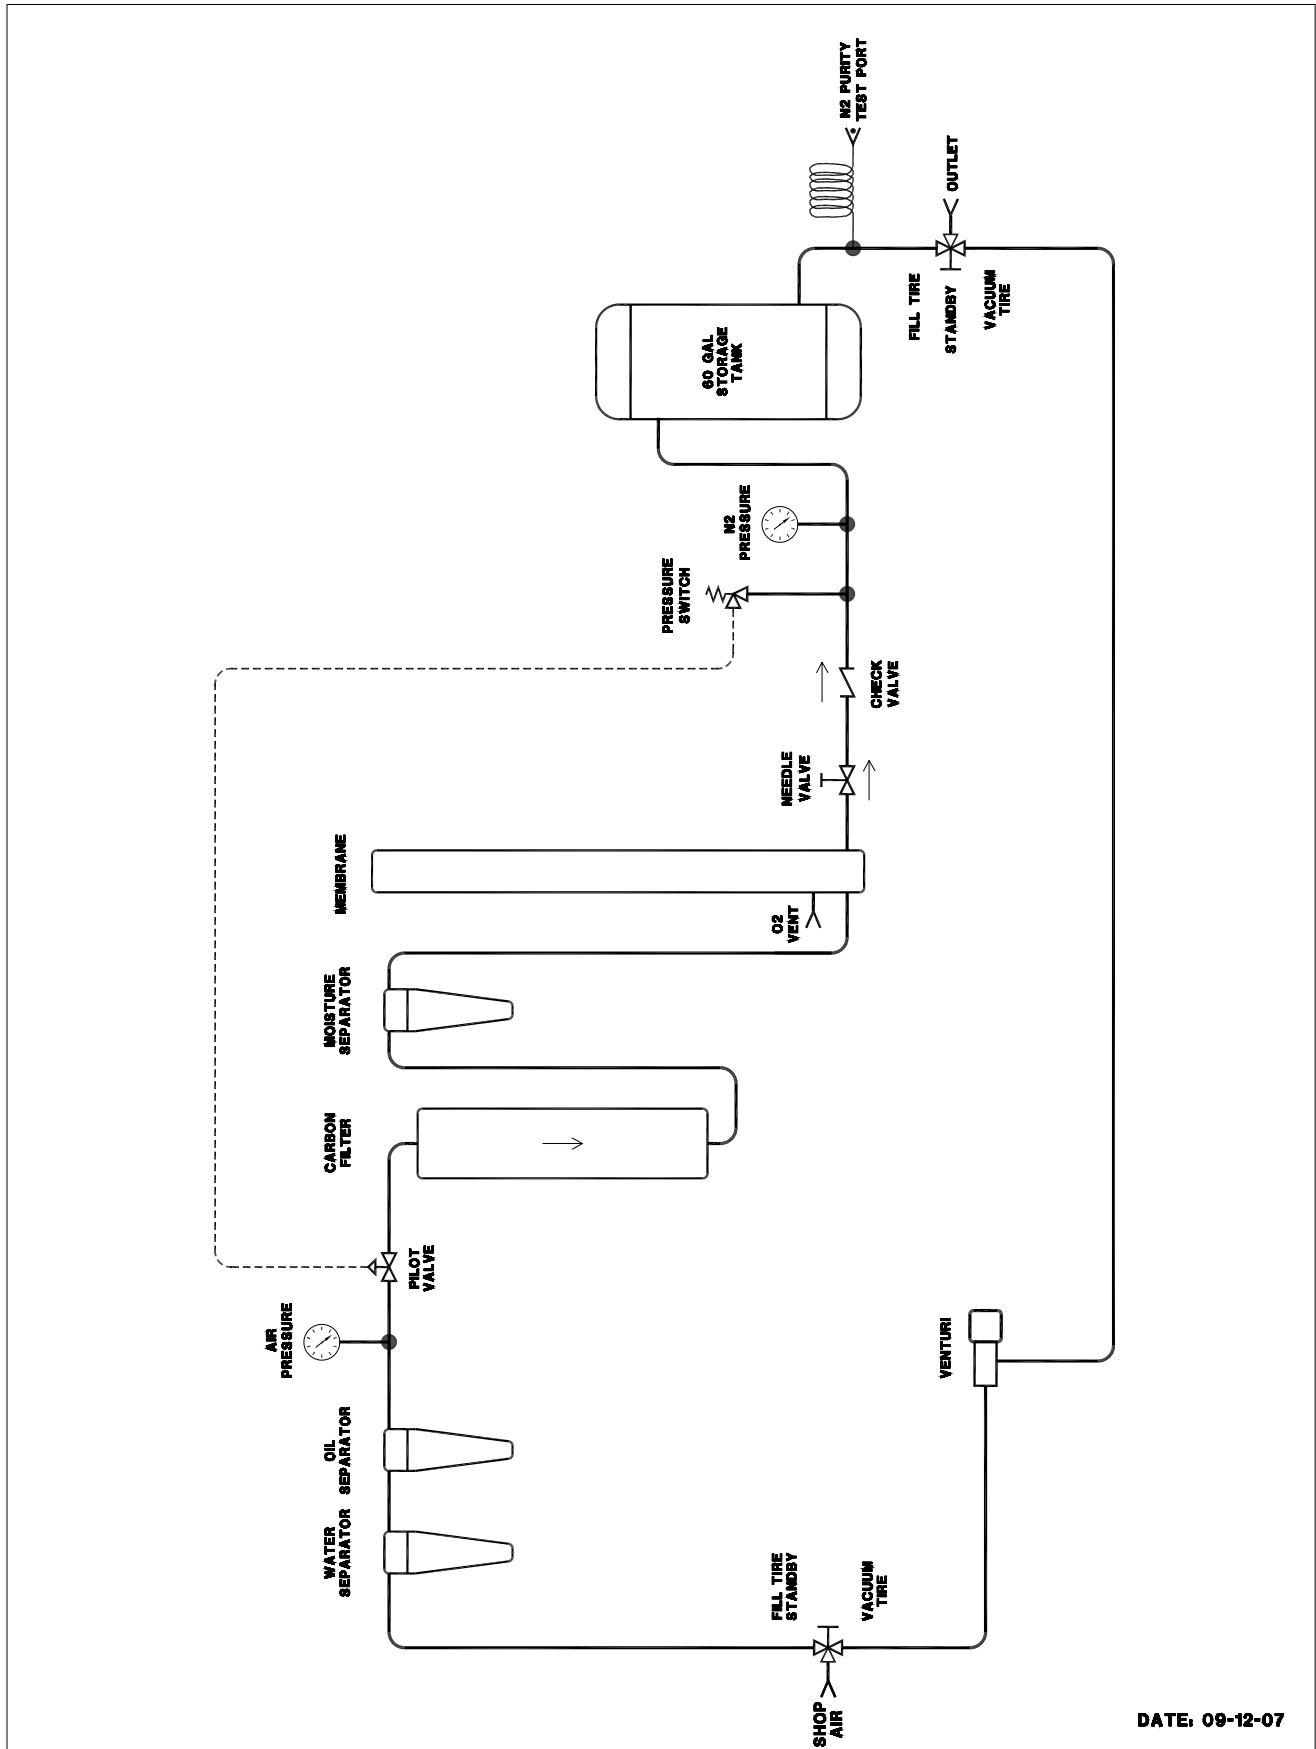 N2 PURITY
TEST PORT
OUTLET
FILL TIRE
STANDBY
VACUUM
TIRE
60 GAL
STORAGE
TANK
N2
PRESSURE
PRESSURE
SWITCH
CHECK
VALVE
NEEDLE
VALVE
MEMBRANE
O2
VENT
MOISTURE
SEPARATOR
CARBON
FILTER
PILOT
VALVE
AIR
PRESSURE
VENTURI
OIL
SEPARATOR
WATER
SEPARATOR
FILL TIRE
STANDBY
VACUUM
TIRE
SHOP
AIR
DATE: 09-12-07